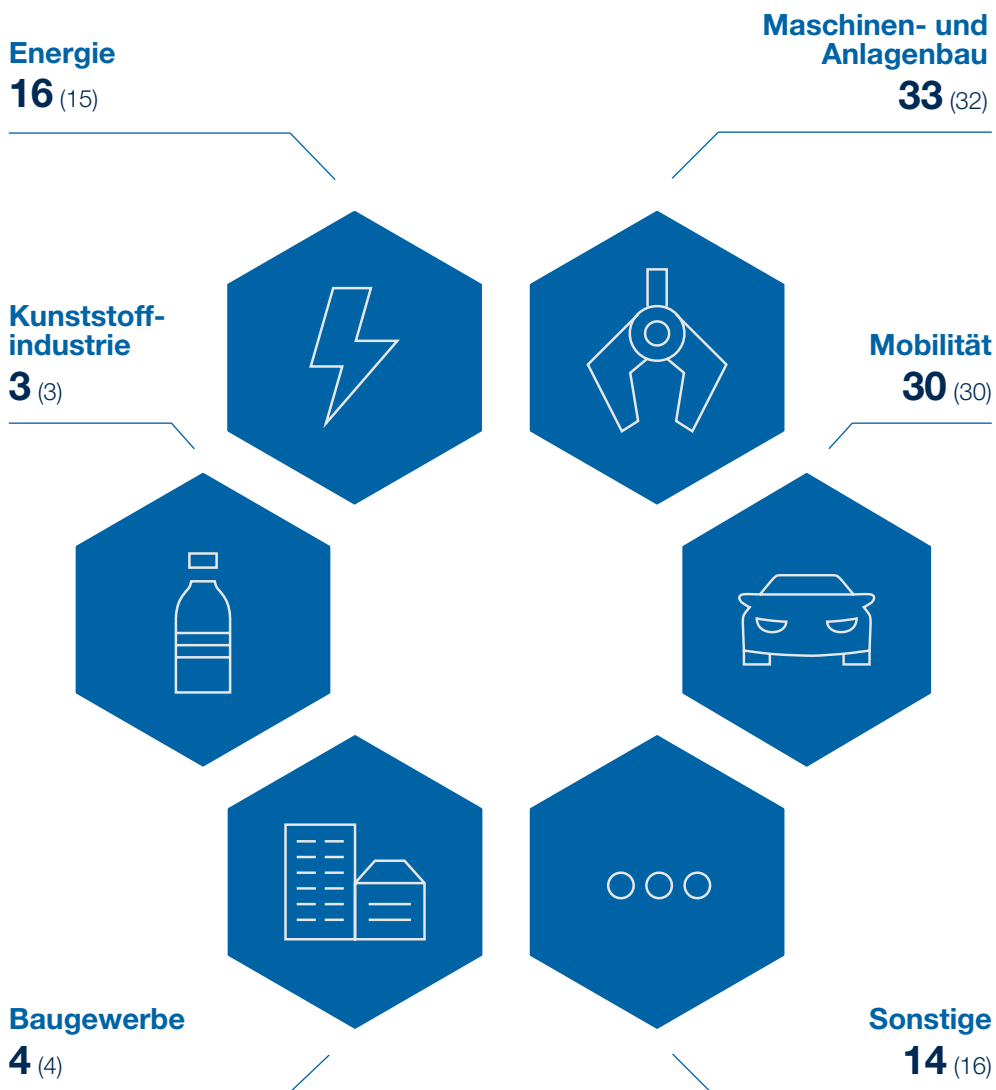 Energie
16 (15)
Maschinen- und
Anlagenbau
33 (32)
Kunststoff-
industrie
3 (3)
Mobilität
30 (30)
Baugewerbe
4 (4)
Sonstige
14 (16)